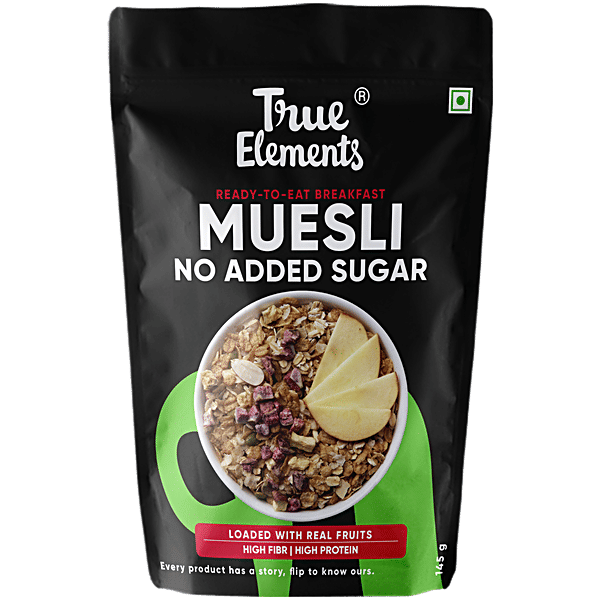 True ®
Elements
READY-TO-EAT BREAKFAST
MUESLI
NO ADDED SUGAR
LOADED WITH REAL FRUITS
HIGH FIBR | HIGH PROTEIN
Every product has a story, flip to know ours.
145 g